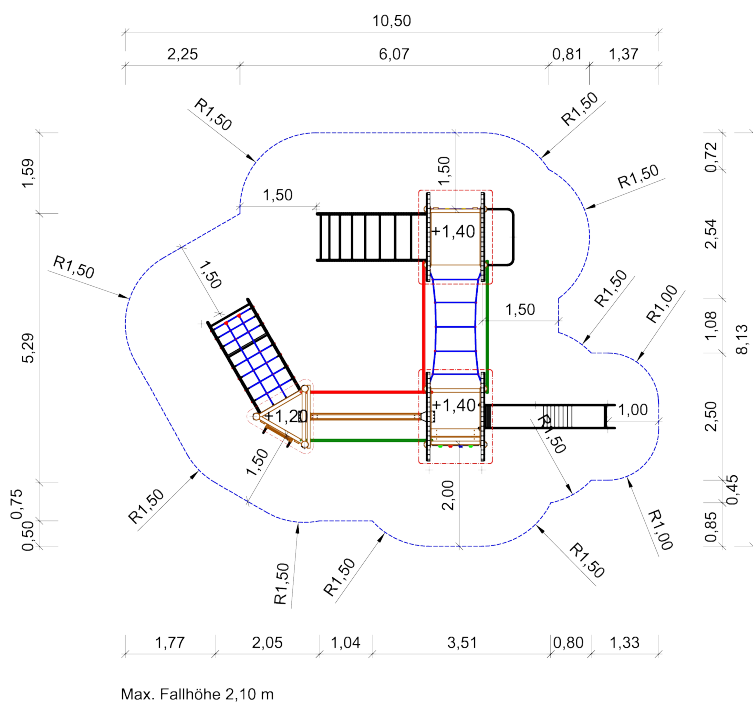 10,50
2,25 6,07 0,81 1,37
R1,50 R1,50
1,59 1,50 0,72
R1,50
1,50
+1,40 2,54
R1,50 1,50 R1,50 R1,00
1,50 1,08
5,29 8,13
+1,20 +1,40 1,00 2,50
R1,50
1,50
2,00 0,45
0,75 R1,50 R1,00
0,50 0,85
R1,50 R1,50 R1,50
1,77 2,05 1,04 3,51 0,80 1,33
Max. Fallhöhe 2,10 m